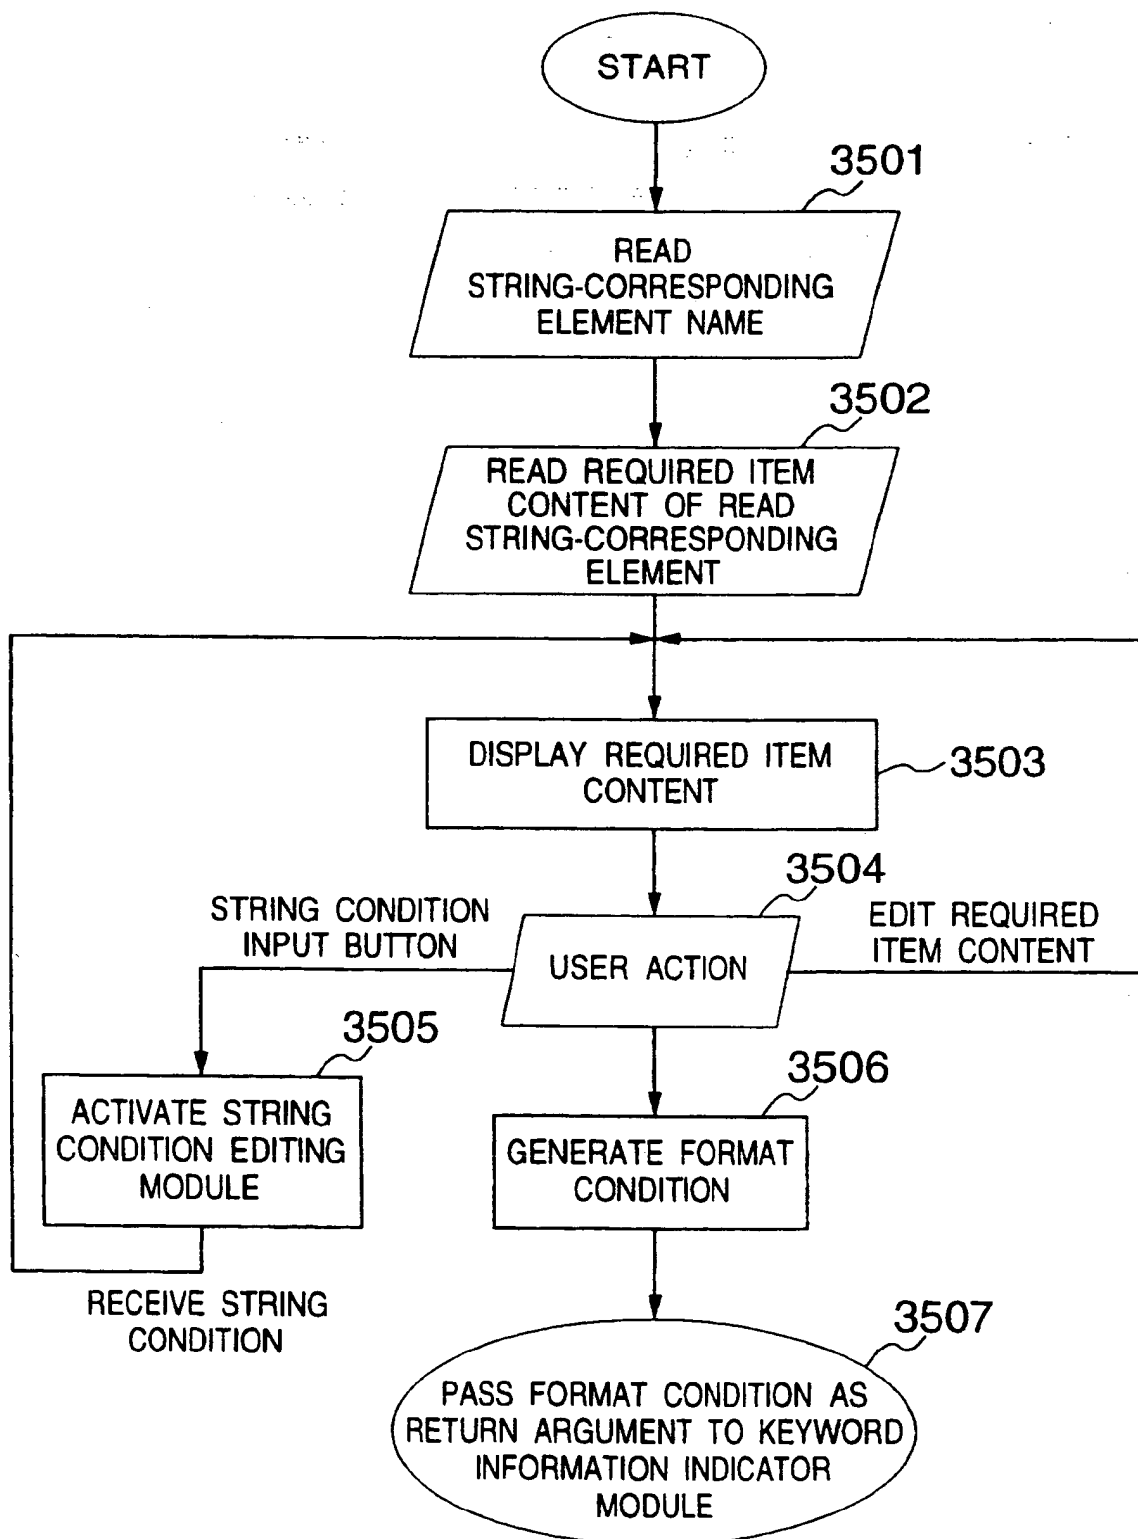 START
3501
READ
STRING-CORRESPONDING
ELEMENT NAME
3502
READ REQUIRED ITEM
CONTENT OF READ
STRING-CORRESPONDING
ELEMENT
DISPLAY REQUIRED ITEM
CONTENT
3503
3504
STRING CONDITION
INPUT BUTTON
USER ACTION
EDIT REQUIRED
ITEM CONTENT
3505
ACTIVATE STRING
CONDITION EDITING
MODULE
3506
GENERATE FORMAT
CONDITION
RECEIVE STRING
CONDITION
3507
PASS FORMAT CONDITION AS
RETURN ARGUMENT TO KEYWORD
INFORMATION INDICATOR
MODULE